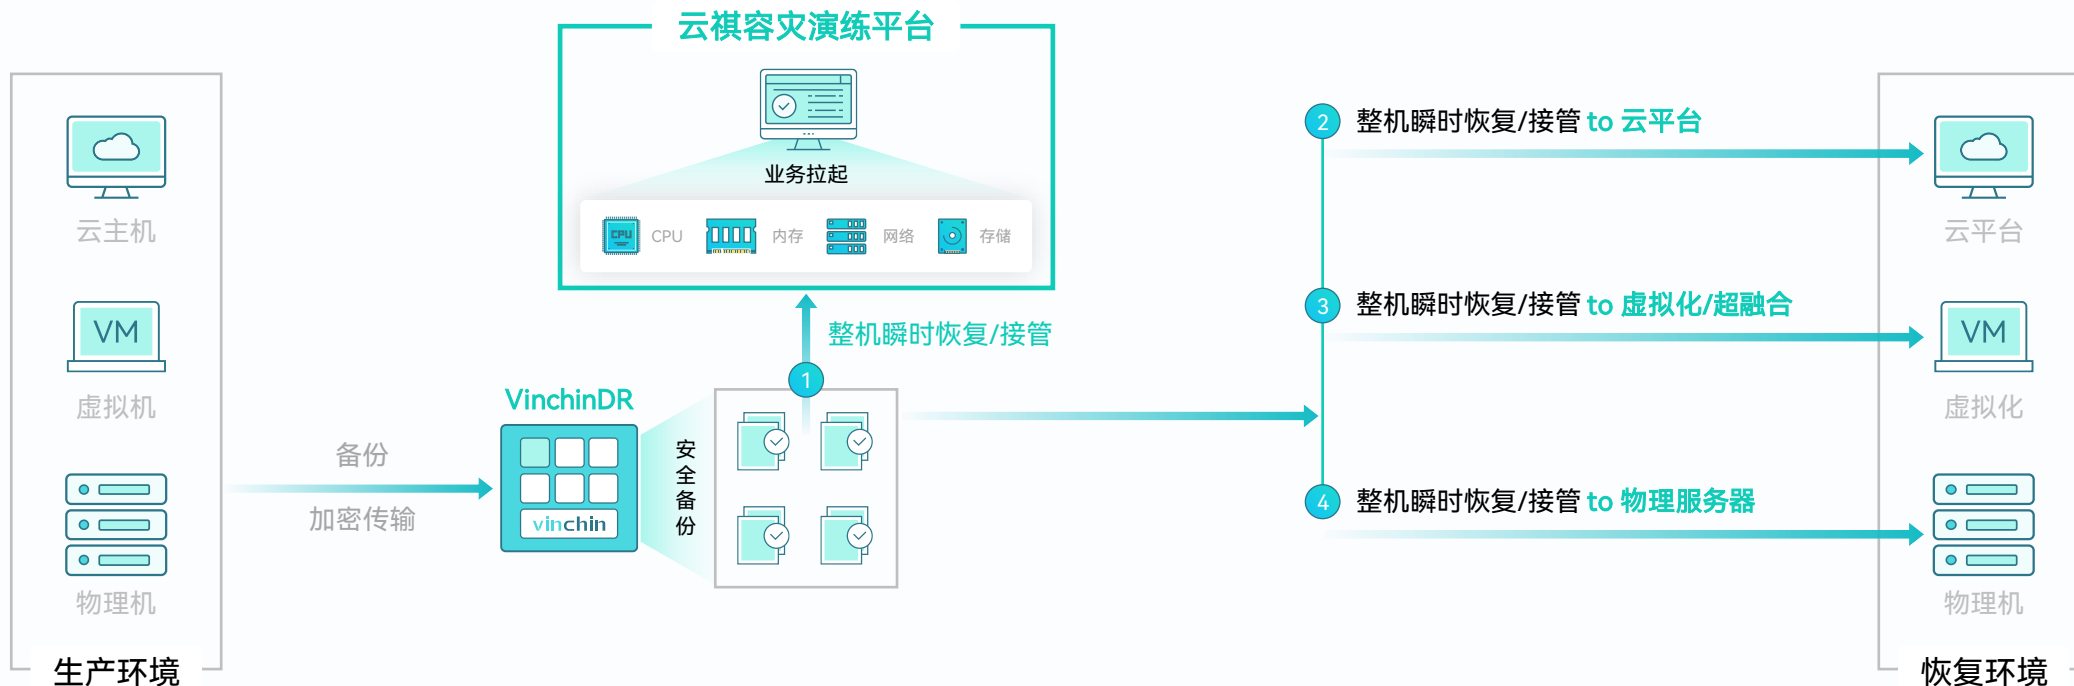 云祺容灾演练平台
业务拉起
CPU
CPU
内存
网络
存储
整机瞬时恢复/接管
1
云主机
VM
虚拟机
物理机
生产环境
备份
加密传输
VinchinDR
vinchin
安全备份
2
整机瞬时恢复/接管 to 云平台
3
整机瞬时恢复/接管 to 虚拟化/超融合
4
整机瞬时恢复/接管 to 物理服务器
云平台
VM
虚拟化
物理机
恢复环境